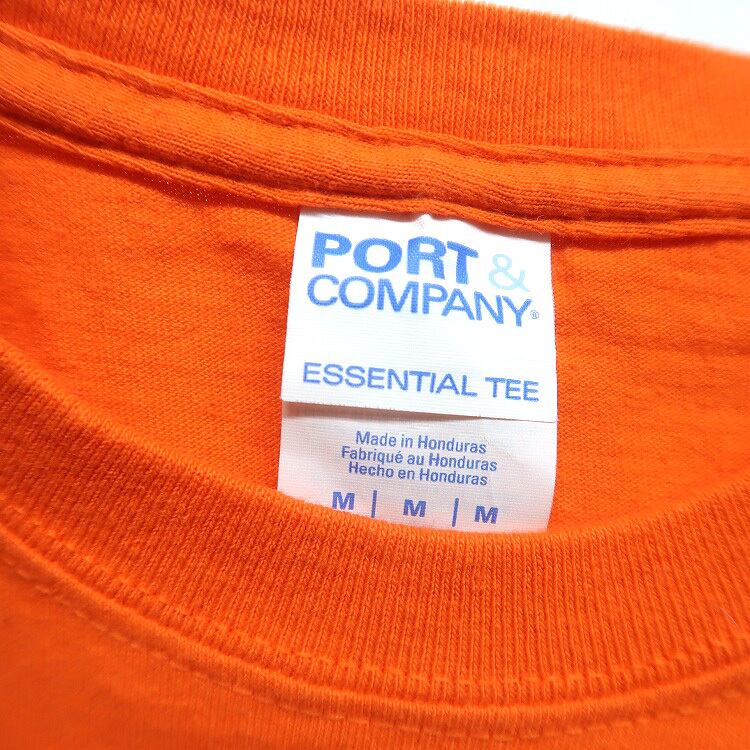 PORT &
COMPANY®
ESSENTIAL TEE
Made in Honduras
Fabriqué au Honduras
Hecho en Honduras
M | M | M